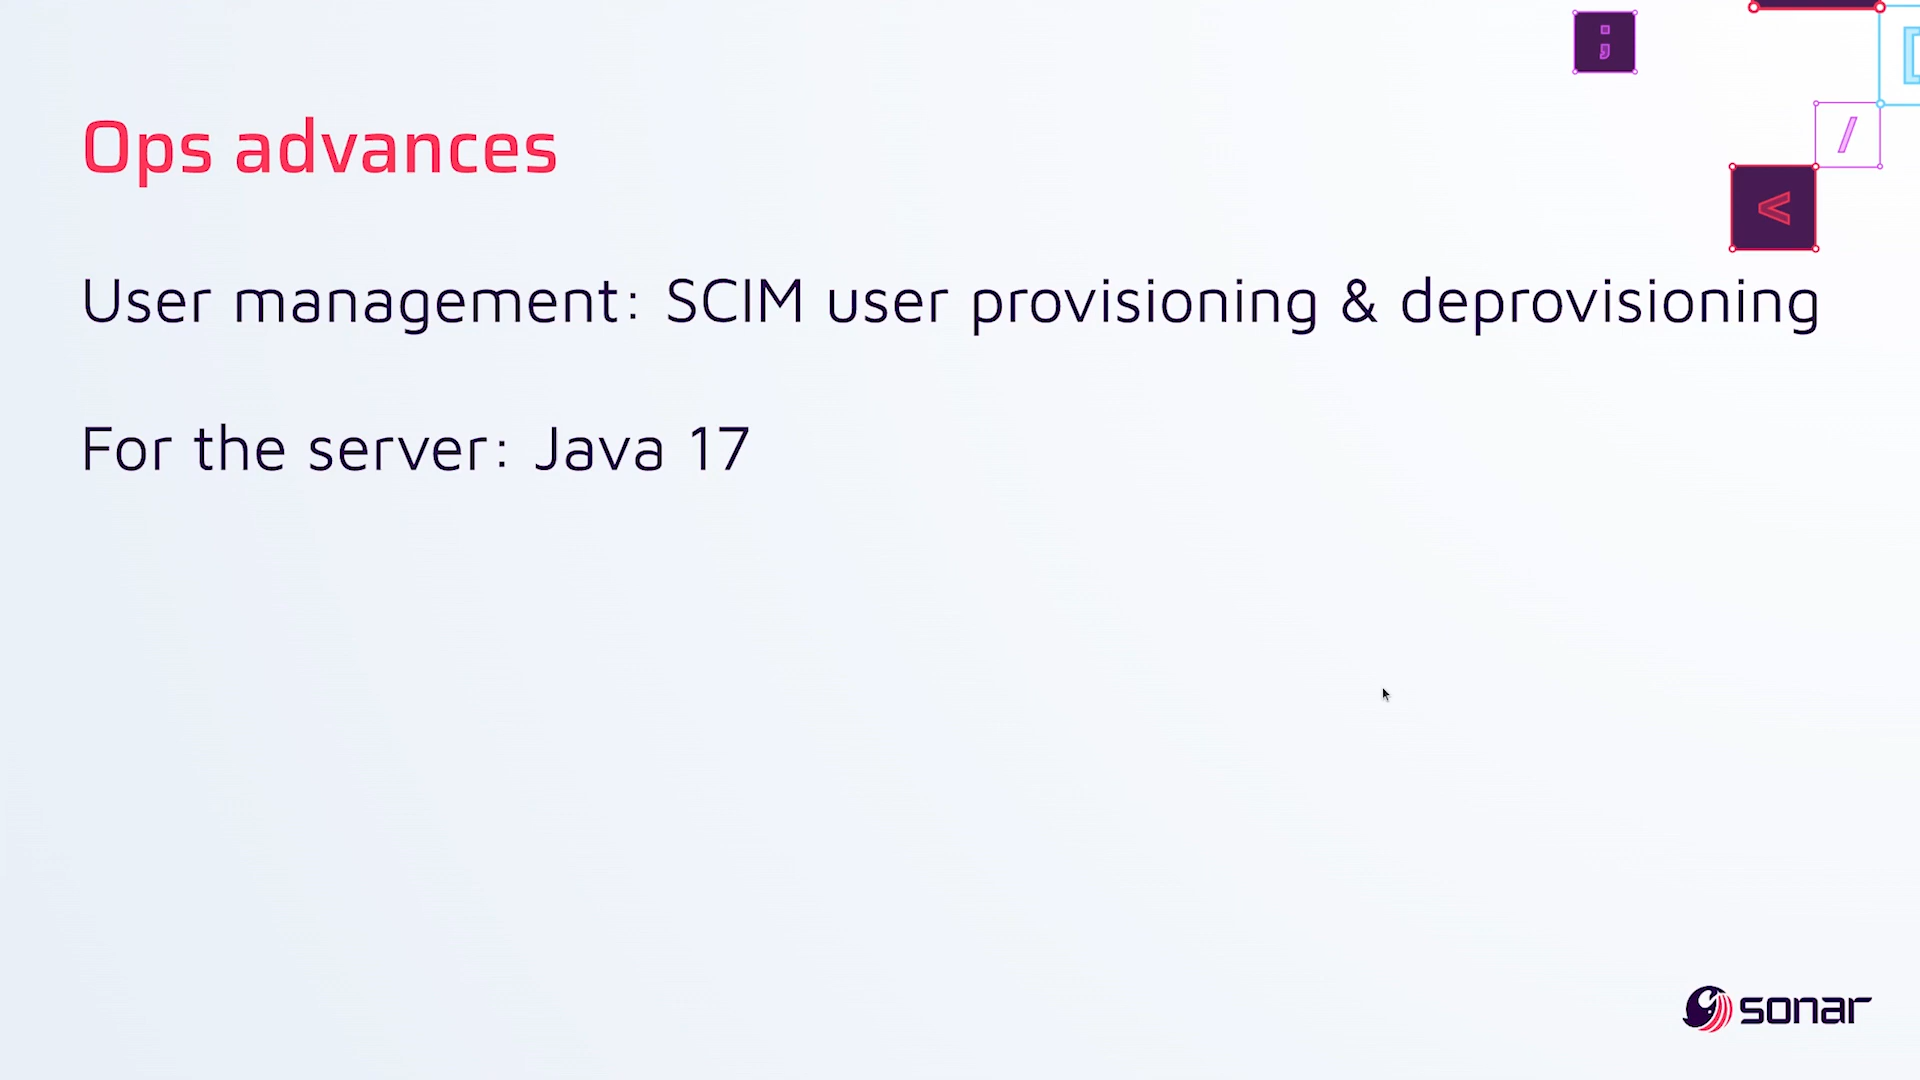 ;
/
<
Ops advances
User management: SCIM user provisioning & deprovisioning
For the server: Java 17
sonar